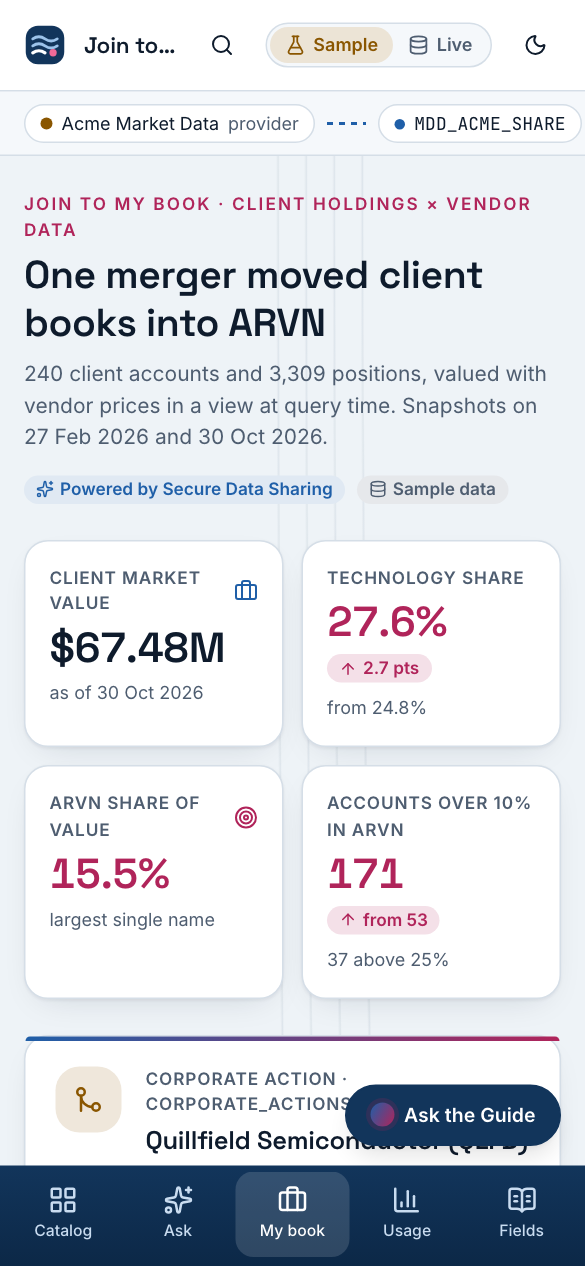 Join to...
Sample
Live
Acme Market Data provider
MDD_ACME_SHARE
JOIN TO MY BOOK · CLIENT HOLDINGS × VENDOR
DATA
One merger moved client
books into ARVN
240 client accounts and 3,309 positions, valued with
vendor prices in a view at query time. Snapshots on
27 Feb 2026 and 30 Oct 2026.
Powered by Secure Data Sharing
Sample data
CLIENT MARKET
VALUE
$67.48M
as of 30 Oct 2026
TECHNOLOGY SHARE
27.6%
↑ 2.7 pts
from 24.8%
ARVN SHARE OF
VALUE
15.5%
largest single name
ACCOUNTS OVER 10%
IN ARVN
171
↑ from 53
37 above 25%
CORPORATE ACTION ·
CORPORATE_ACTIONS
Quillfield Semiconductor
Ask the Guide
Catalog
Ask
My book
Usage
Fields